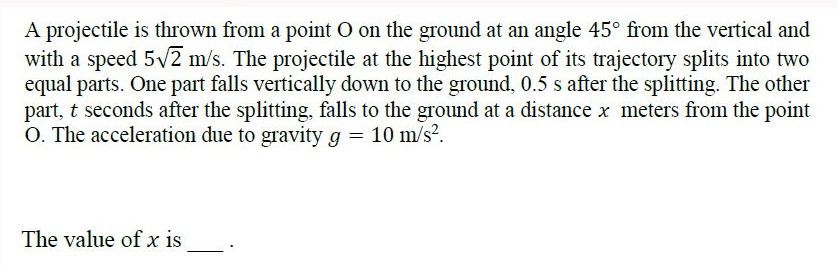 A projectile is thrown from a point O on the ground at an angle 45° from the vertical and
with a speed 5√2 m/s. The projectile at the highest point of its trajectory splits into two
equal parts. One part falls vertically down to the ground, 0.5 s after the splitting. The other
part, t seconds after the splitting, falls to the ground at a distance x meters from the point
O. The acceleration due to gravity g = 10 m/s².
The value of x is ___ .